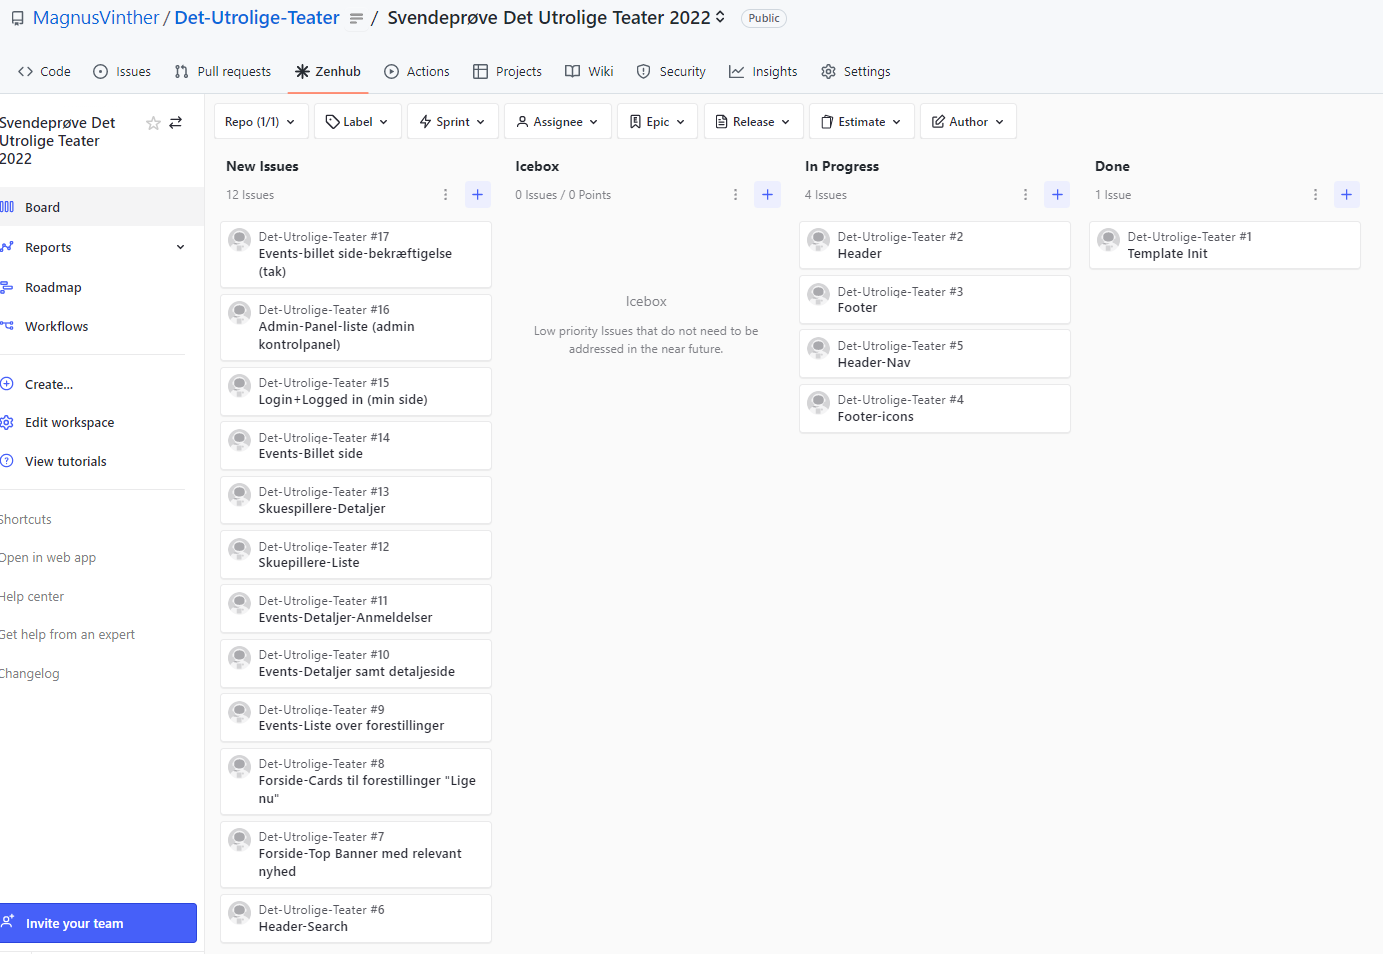 MagnusVinther / Det-Utrolige-Teater / Svendeprøve Det Utrolige Teater 2022 Public
Code Issues Pull requests Zenhub Actions Projects Wiki Security Insights Settings
Svendeprøve Det
Utrolige Teater
2022
Board
Reports
Roadmap
Workflows
Create...
Edit workspace
View tutorials
Shortcuts
Open in web app
Help center
Get help from an expert
Changelog
Invite your team
Repo (1/1) Label Sprint Assignee Epic Release Estimate Author
New Issues
12 Issues
Det-Utrolige-Teater #17
Events-billet side-bekræftigelse
(tak)
Det-Utrolige-Teater #16
Admin-Panel-liste (admin
kontrolpanel)
Det-Utrolige-Teater #15
Login+Logged in (min side)
Det-Utrolige-Teater #14
Events-Billet side
Det-Utrolige-Teater #13
Skuespillere-Detaljer
Det-Utrolige-Teater #12
Skuepillere-Liste
Det-Utrolige-Teater #11
Events-Detaljer-Anmeldelser
Det-Utrolige-Teater #10
Events-Detaljer samt detaljeside
Det-Utrolige-Teater #9
Events-Liste over forestillinger
Det-Utrolige-Teater #8
Forside-Cards til forestillinger "Lige
nu"
Det-Utrolige-Teater #7
Forside-Top Banner med relevant
nyhed
Det-Utrolige-Teater #6
Header-Search
Icebox
0 Issues / 0 Points
Icebox
Low priority Issues that do not need to be
addressed in the near future.
In Progress
4 Issues
Det-Utrolige-Teater #2
Header
Det-Utrolige-Teater #3
Footer
Det-Utrolige-Teater #5
Header-Nav
Det-Utrolige-Teater #4
Footer-icons
Done
1 Issue
Det-Utrolige-Teater #1
Template Init